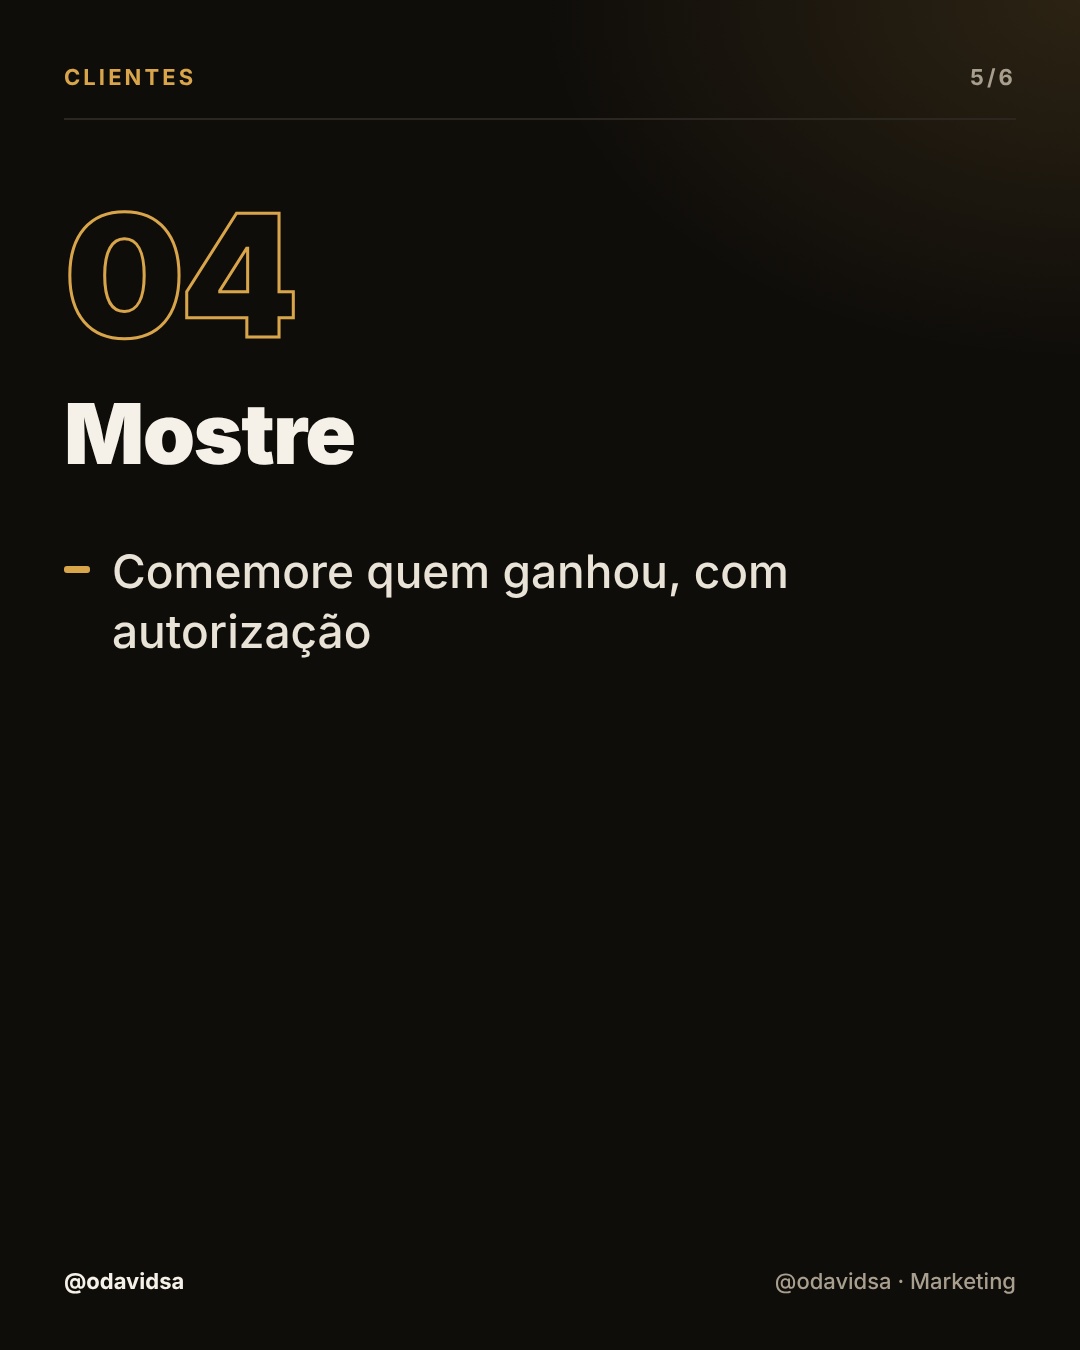 CLIENTES
5/6
04
Mostre
Comemore quem ganhou, com
autorização
@odavidsa
@odavidsa · Marketing